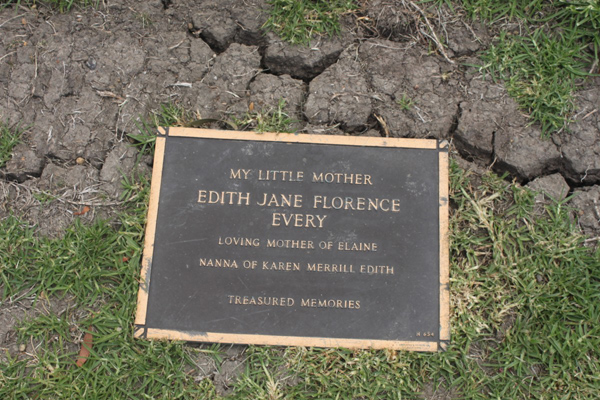 MY LITTLE MOTHER
EDITH JANE FLORENCE
EVERY
LOVING MOTHER OF ELAINE
NANNA OF KAREN MERRILL EDITH
TREASURED MEMORIES